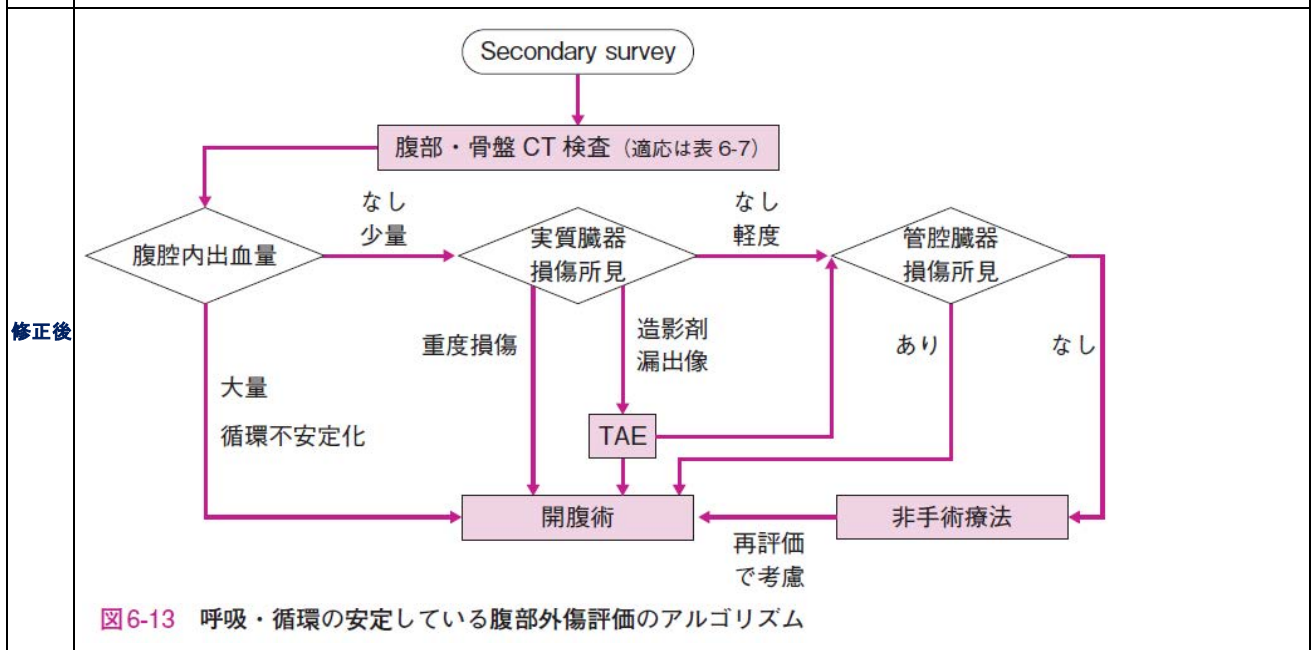 修正後
Secondary survey
腹部・骨盤 CT 検査（適応は表 6-7）
腹腔内出血量
なし
少量
実質臓器
損傷所見
なし
軽度
管腔臓器
損傷所見
重度損傷
造影剤
漏出像
あり
なし
大量
循環不安定化
TAE
開腹術
非手術療法
再評価
で考慮
図6-13 呼吸・循環の安定している腹部外傷評価のアルゴリズム